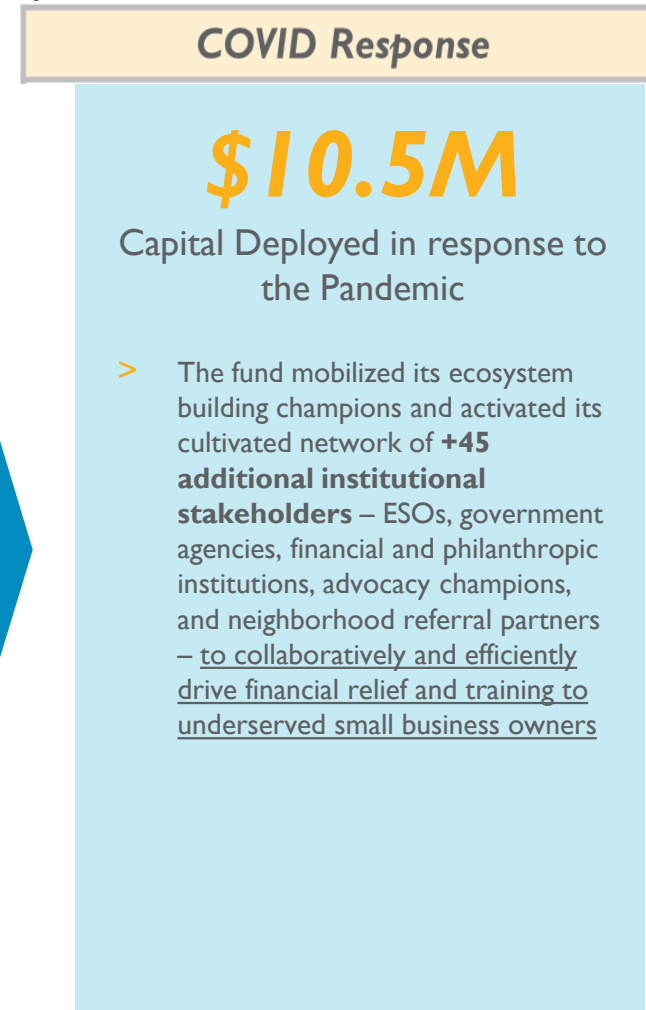 COVID Response
$10.5M
Capital Deployed in response to
the Pandemic
> The fund mobilized its ecosystem
building champions and activated its
cultivated network of +45
additional institutional
stakeholders – ESOs, government
agencies, financial and philanthropic
institutions, advocacy champions,
and neighborhood referral partners
– to collaboratively and efficiently
drive financial relief and training to
underserved small business owners